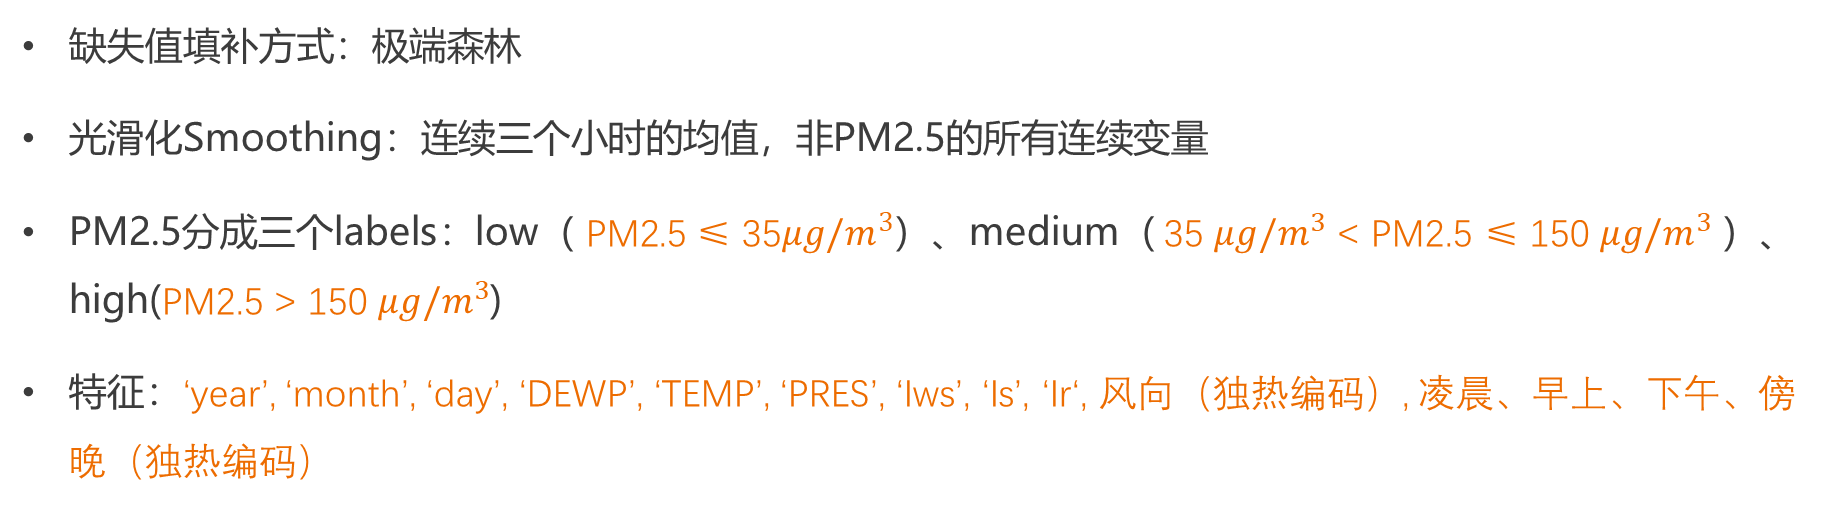 • 缺失值填补方式：极端森林
• 光滑化Smoothing：连续三个小时的均值，非PM2.5的所有连续变量
• PM2.5分成三个labels：low（ PM2.5 ≤ 35μg/m³）、medium（ 35 μg/m³ < PM2.5 ≤ 150 μg/m³ ）、
high(PM2.5 > 150 μg/m³)
• 特征：‘year’, ‘month’, ‘day’, ‘DEWP’, ‘TEMP’, ‘PRES’, ‘Iws’, ‘Is’, ‘Ir‘, 风向（独热编码）, 凌晨、早上、下午、傍
晚（独热编码）